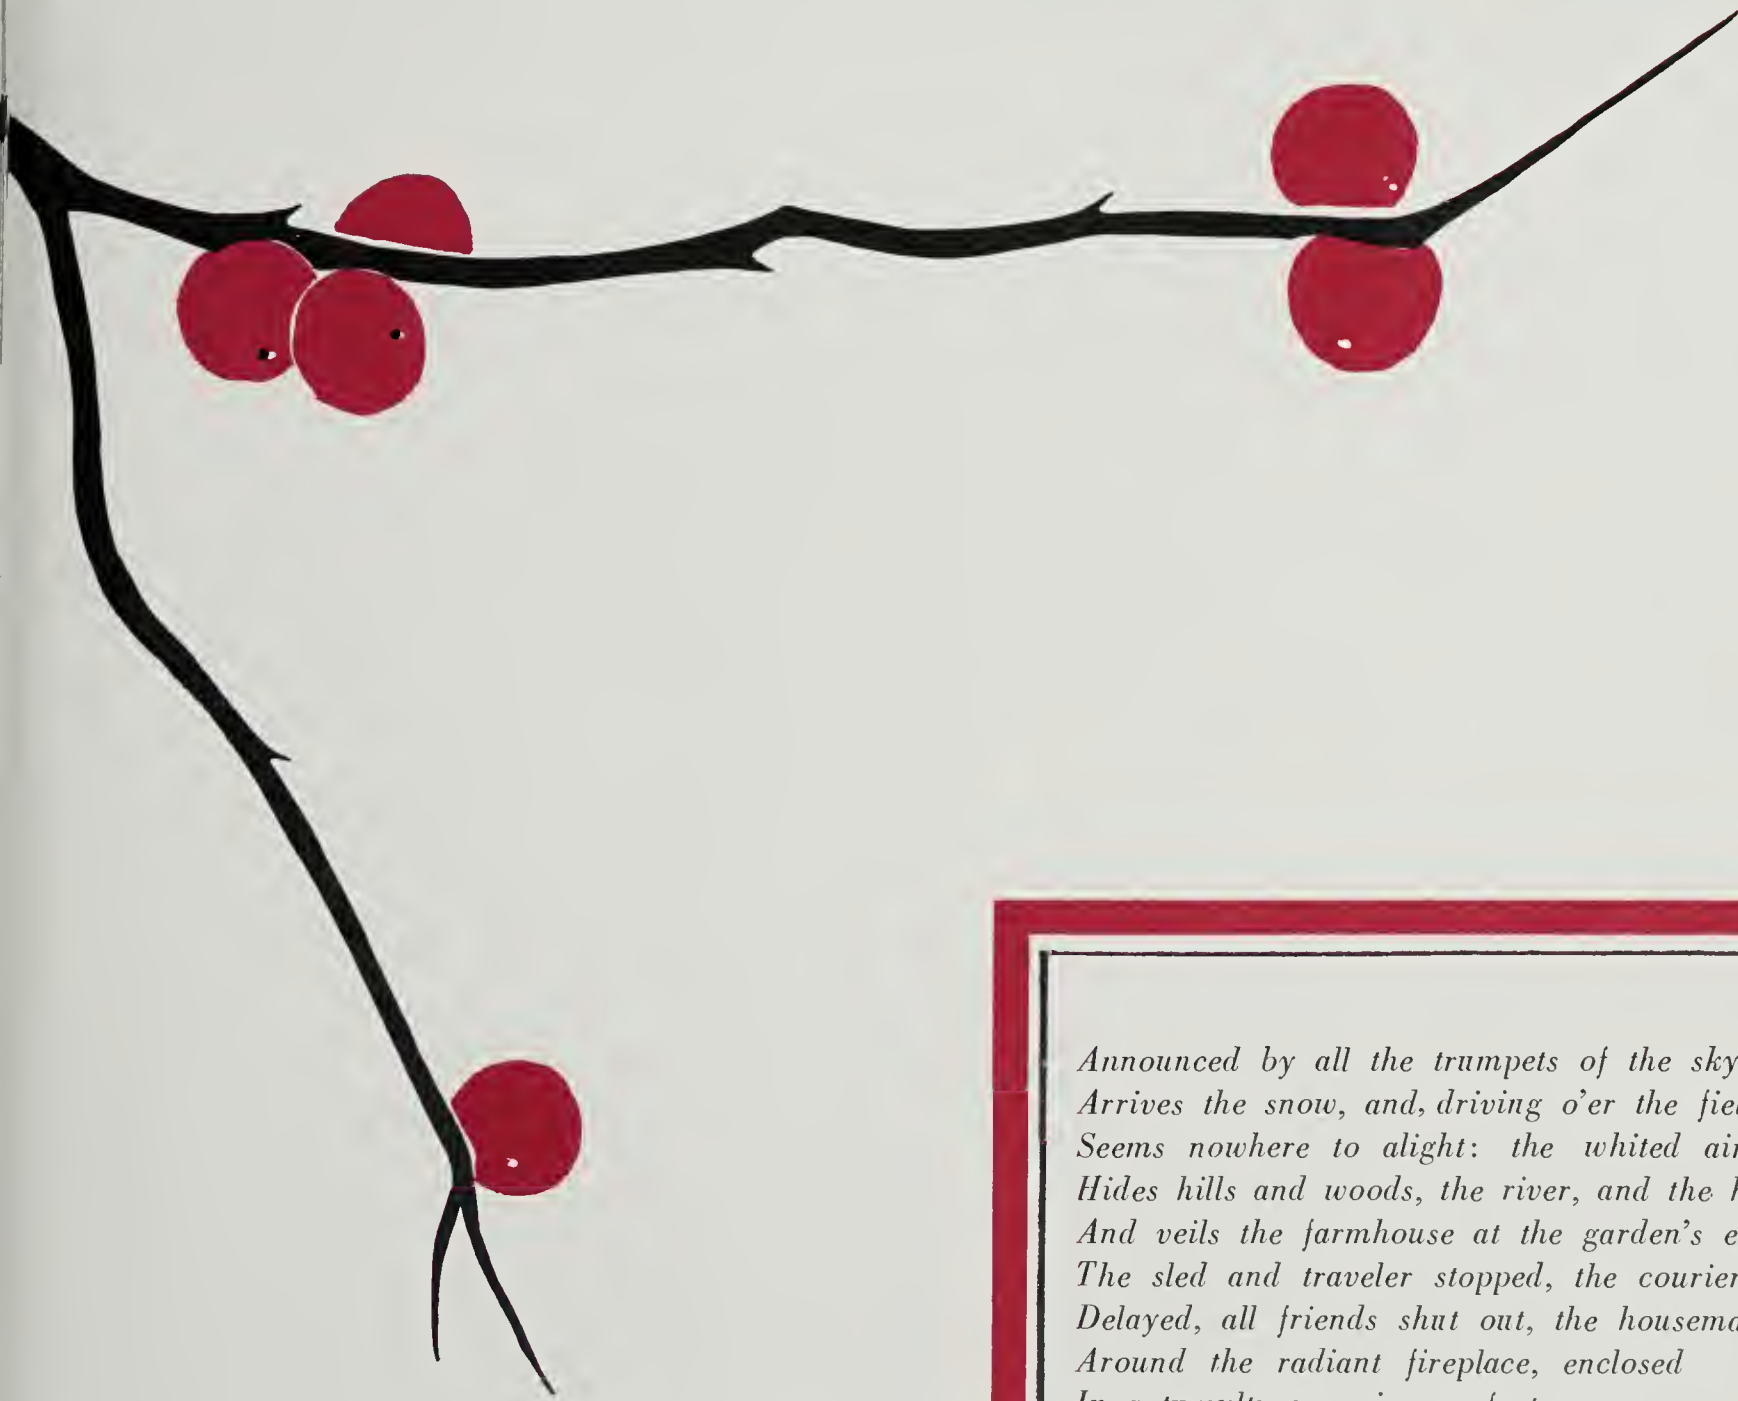 Announced by all the trumpets of the sky
Arrives the snow, and, driving o'er the
Seems nowhere to alight: the whited
Hides hills and woods, the river, and the
And veils the farmhouse at the garden's
The sled and traveler stopped, the courier
Delayed, all friends shut out, the
Around the radiant fireplace, enclosed